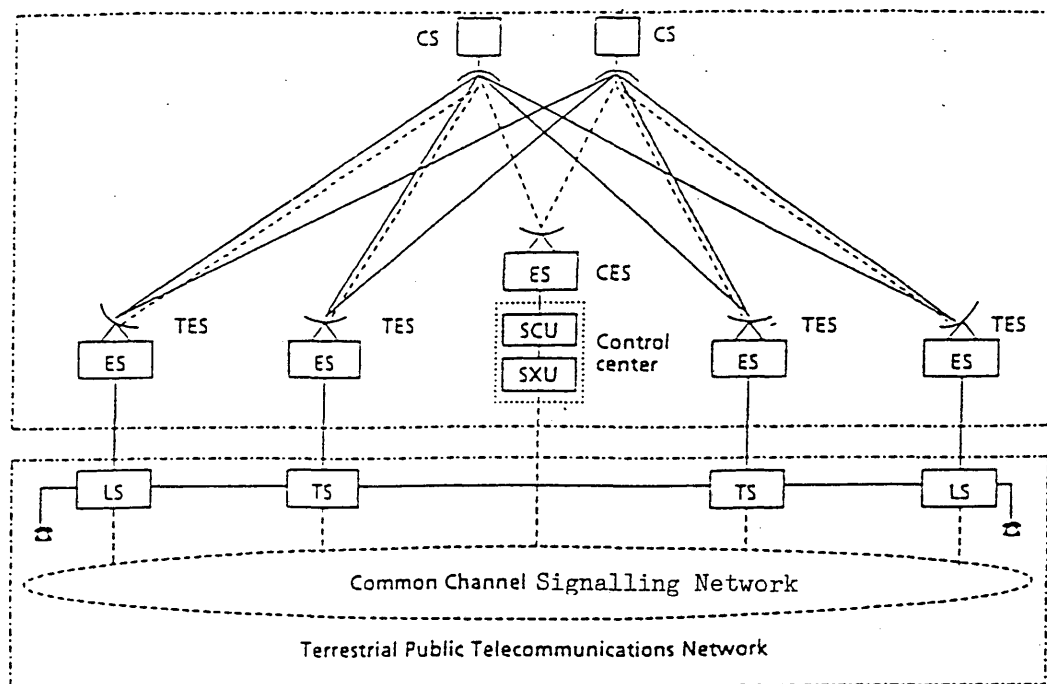 CS
CS
ES
CES
TES
TES
TES
TES
SCU
Control
center
ES
ES
SXU
ES
ES
LS
TS
TS
LS
Common Channel Signalling Network
Terrestrial Public Telecommunications Network